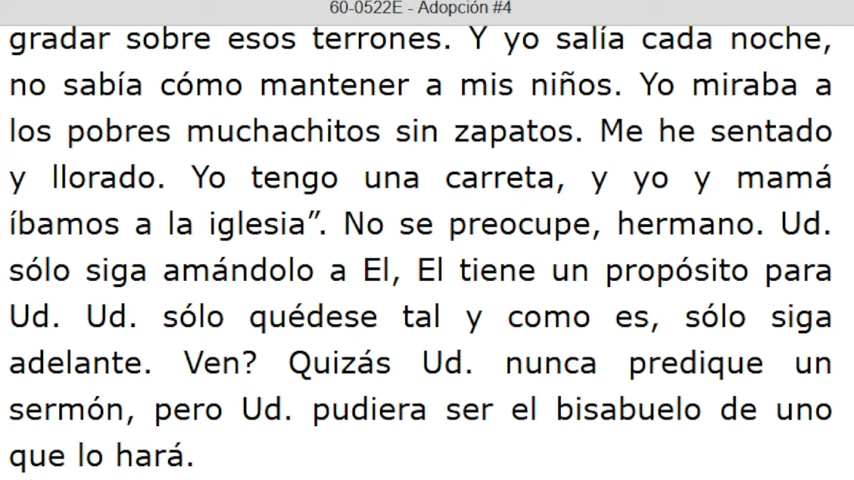 60-0522E - Adopción #4
gradar sobre esos terrones. Y yo salía cada noche,
no sabía cómo mantener a mis niños. Yo miraba a
los pobres muchachitos sin zapatos. Me he sentado
y llorado. Yo tengo una carreta, y yo y mamá
íbamos a la iglesia”. No se preocupe, hermano. Ud.
sólo siga amándolo a El, El tiene un propósito para
Ud. Ud. sólo quédese tal y como es, sólo siga
adelante. Ven? Quizás Ud. nunca predique un
sermón, pero Ud. pudiera ser el bisabuelo de uno
que lo hará.